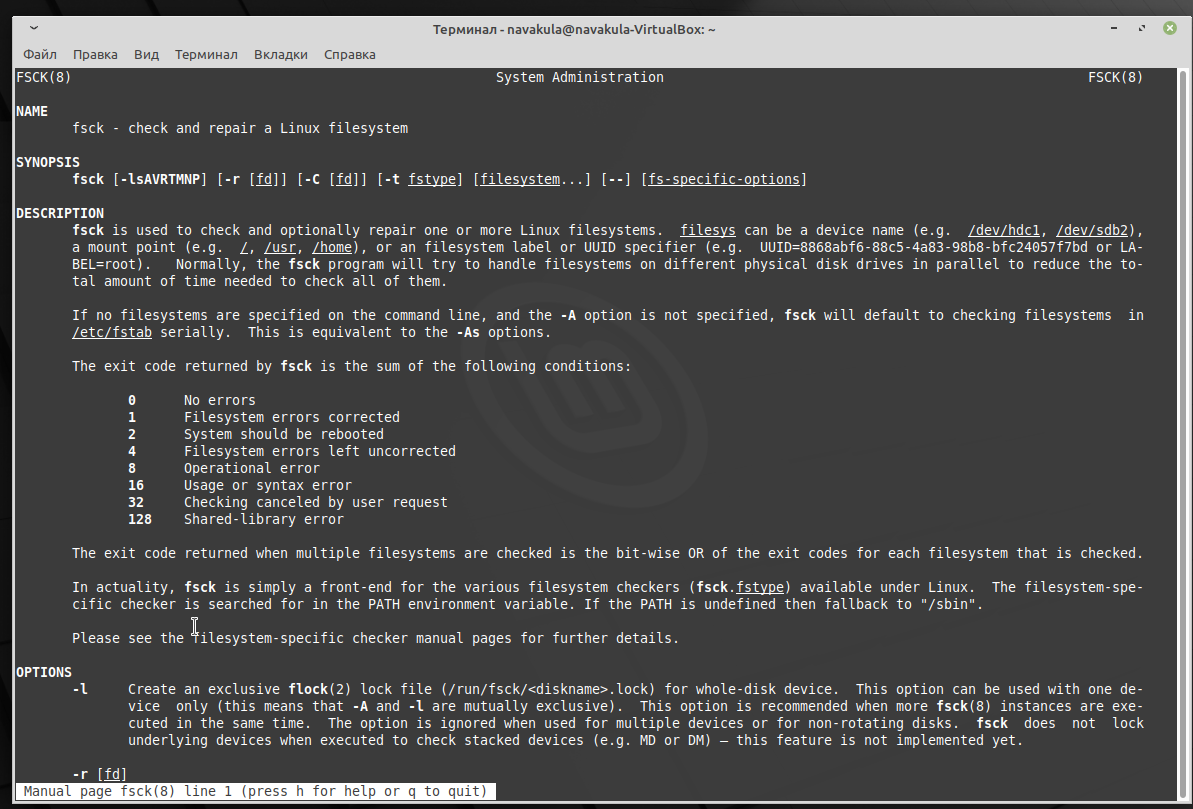 Терминал - navakula@navakula-VirtualBox: ~
Файл Правка Вид Терминал Вкладки Справка
FSCK(8) System Administration FSCK(8)
NAME
fsck - check and repair a Linux filesystem
SYNOPSIS
fsck [-lsAVRTMNP] [-r [fd]] [-C [fd]] [-t fstype] [filesystem...] [--] [fs-specific-options]
DESCRIPTION
fsck is used to check and optionally repair one or more Linux filesystems. filesys can be a device name (e.g. /dev/hdc1, /dev/sdb2),
a mount point (e.g. /, /usr, /home), or an filesystem label or UUID specifier (e.g. UUID=8868abf6-88c5-4a83-98b8-bfc24057f7bd or LA-
BEL=root). Normally, the fsck program will try to handle filesystems on different physical disk drives in parallel to reduce the to-
tal amount of time needed to check all of them.
If no filesystems are specified on the command line, and the -A option is not specified, fsck will default to checking filesystems in
/etc/fstab serially. This is equivalent to the -As options.
The exit code returned by fsck is the sum of the following conditions:
0 No errors
1 Filesystem errors corrected
2 System should be rebooted
4 Filesystem errors left uncorrected
8 Operational error
16 Usage or syntax error
32 Checking canceled by user request
128 Shared-library error
The exit code returned when multiple filesystems are checked is the bit-wise OR of the exit codes for each filesystem that is checked.
In actuality, fsck is simply a front-end for the various filesystem checkers (fsck.fstype) available under Linux. The filesystem-spe-
cific checker is searched for in the PATH environment variable. If the PATH is undefined then fallback to "/sbin".
Please see the filesystem-specific checker manual pages for further details.
OPTIONS
-l Create an exclusive flock(2) lock file (/run/fsck/<diskname>.lock) for whole-disk device. This option can be used with one de-
vice only (this means that -A and -l are mutually exclusive). This option is recommended when more fsck(8) instances are exe-
cuted in the same time. The option is ignored when used for multiple devices or for non-rotating disks. fsck does not lock
underlying devices when executed to check stacked devices (e.g. MD or DM) – this feature is not implemented yet.
-r [fd]
Manual page fsck(8) line 1 (press h for help or q to quit)